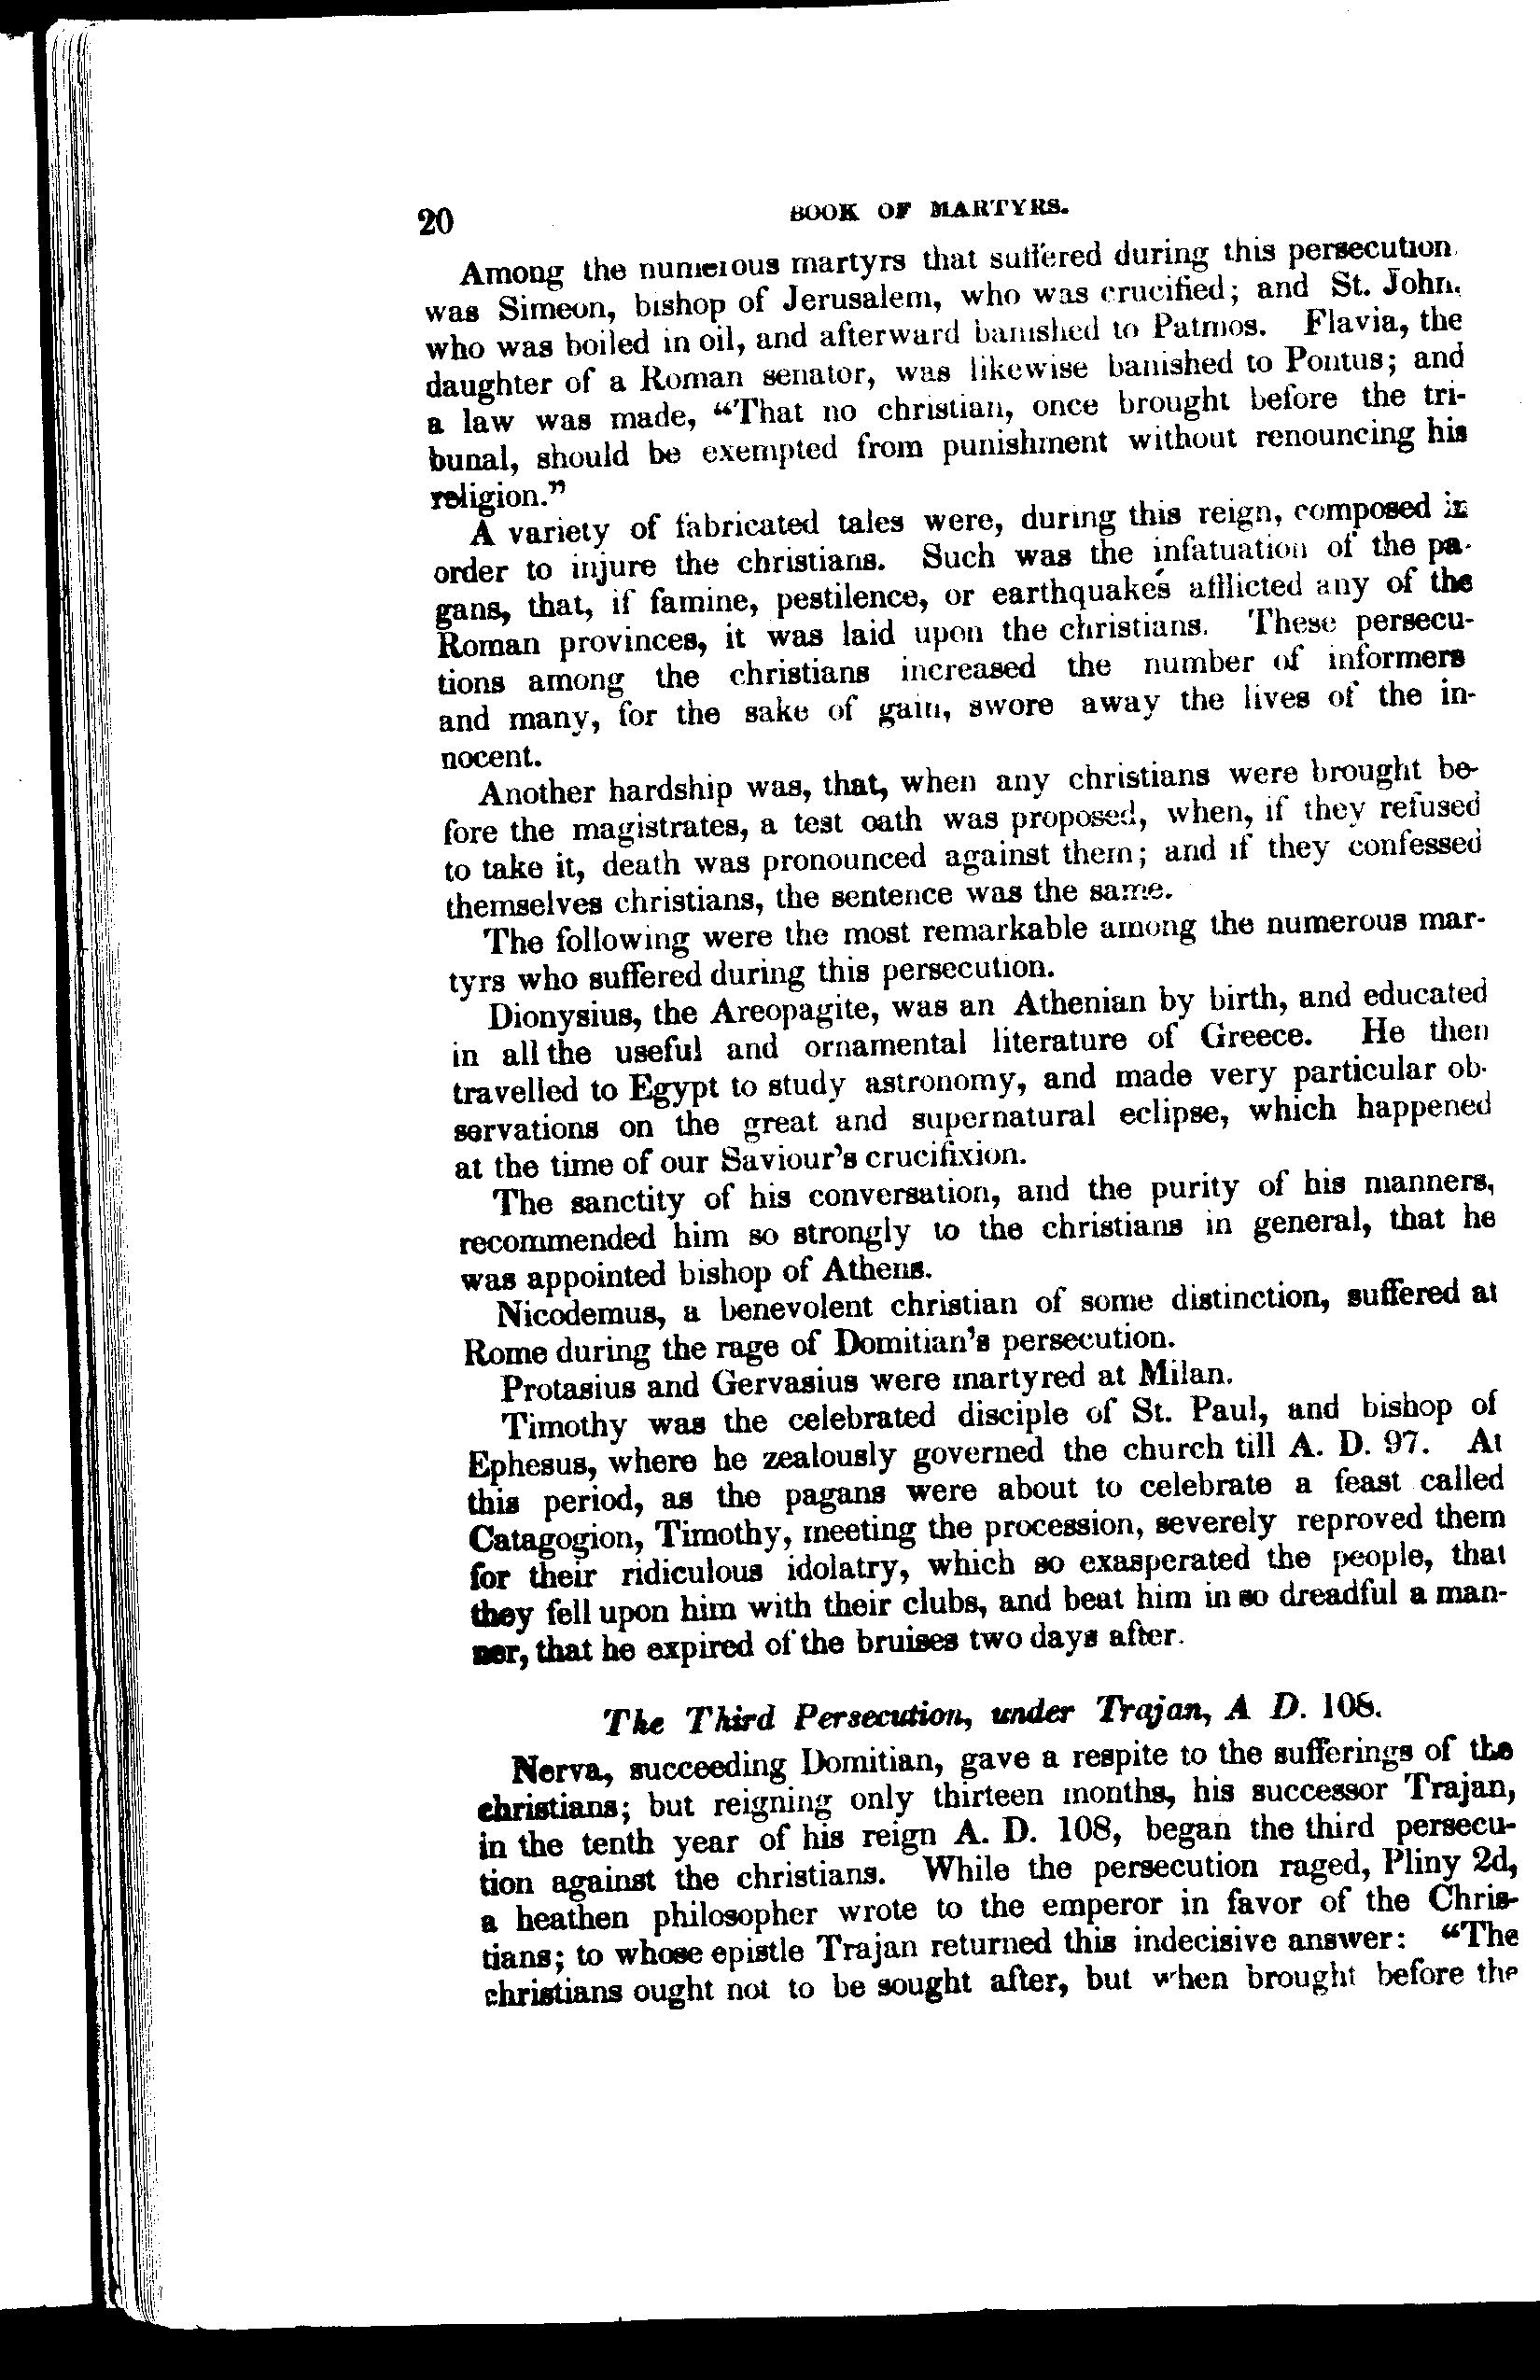 20 BOOK OF MARTYRS.
Among the numerous martyrs that suffered during this persecution
was Simeon, bishop of Jerusalem, who was crucified; and St. John,
who was boiled in oil, and afterward banished to Patmos. Flavia, the
daughter of a Roman senator, was likewise banished to Pontus; and
a law was made, “That no christian, once brought before the tri-
bunal, should be exempted from punishment without renouncing his
religion.”
A variety of fabricated tales were, during this reign, composed in
order to injure the christians. Such was the infatuation of the pa-
gans, that, if famine, pestilence, or earthquakes afflicted any of the
Roman provinces, it was laid upon the christians. These persecu-
tions among the christians increased the number of informers
and many, for the sake of gain, swore away the lives of the in-
nocent.
Another hardship was, that, when any christians were brought be-
fore the magistrates, a test oath was proposed, when, if they refused
to take it, death was pronounced against them; and if they confessed
themselves christians, the sentence was the same.
The following were the most remarkable among the numerous mar-
tyrs who suffered during this persecution.
Dionysius, the Areopagite, was an Athenian by birth, and educated
in all the useful and ornamental literature of Greece. He then
travelled to Egypt to study astronomy, and made very particular ob-
servations on the great and supernatural eclipse, which happened
at the time of our Saviour’s crucifixion.
The sanctity of his conversation, and the purity of his manners,
recommended him so strongly to the christians in general, that he
was appointed bishop of Athens.
Nicodemus, a benevolent christian of some distinction, suffered at
Rome during the rage of Domitian’s persecution.
Protasius and Gervasius were martyred at Milan.
Timothy was the celebrated disciple of St. Paul, and bishop of
Ephesus, where he zealously governed the church till A. D. 97. At
this period, as the pagans were about to celebrate a feast called
Catagogion, Timothy, meeting the procession, severely reproved them
for their ridiculous idolatry, which so exasperated the people, that
they fell upon him with their clubs, and beat him in so dreadful a man-
ner, that he expired of the bruises two days after.
The Third Persecution, under Trajan, A D. 108.
Nerva, succeeding Domitian, gave a respite to the sufferings of the
christians; but reigning only thirteen months, his successor Trajan,
in the tenth year of his reign A. D. 108, began the third persecu-
tion against the christians. While the persecution raged, Pliny 2d,
a heathen philosopher wrote to the emperor in favor of the Chris-
tians; to whose epistle Trajan returned this indecisive answer: “The
christians ought not to be sought after, but when brought before the